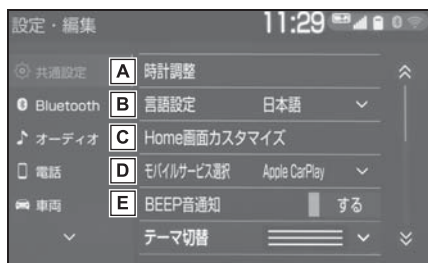 設定・編集 11:29 0
共通設定
Bluetooth
オーディオ
電話
車両
A 時計調整
B 言語設定 日本語
C Home画面カスタマイズ
D モバイルサービス選択 Apple CarPlay
E BEEP音通知 する
テーマ切替